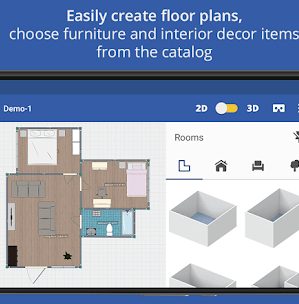 Easily create floor plans,
choose furniture and interior decor items
from the catalog
Demo-1
2D
3D
Rooms